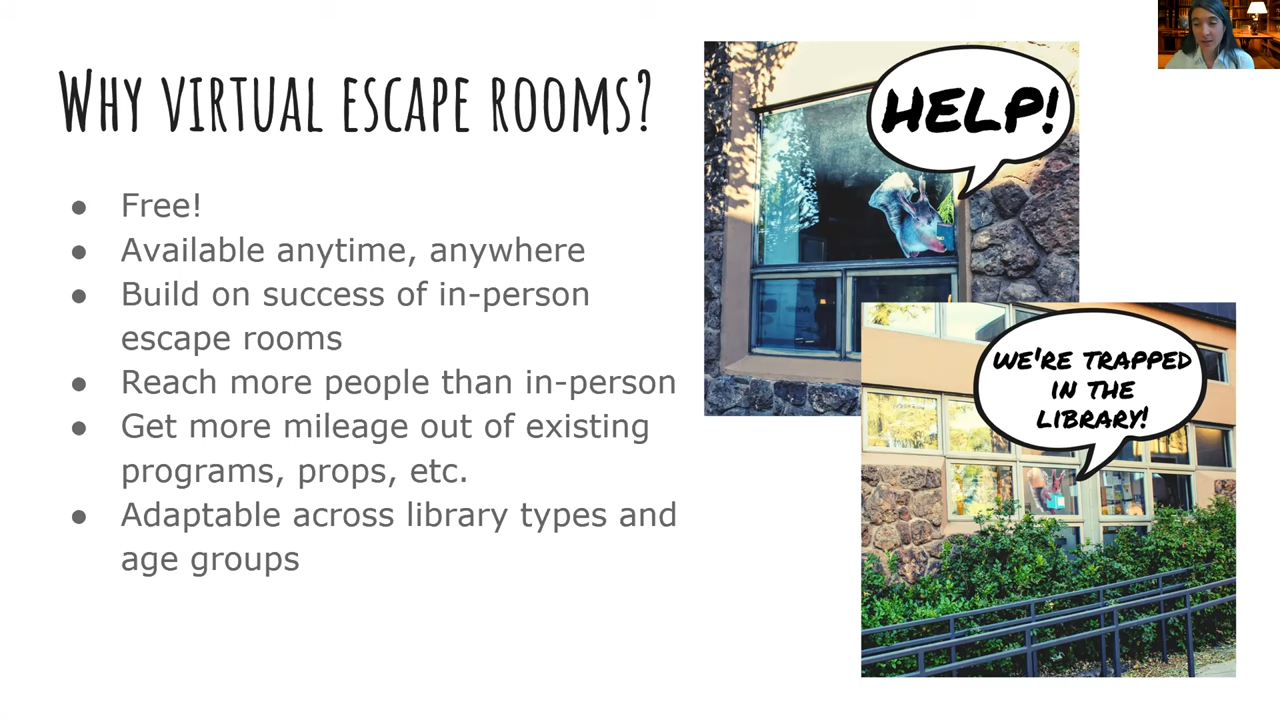 Why virtual escape rooms?
● Free!
● Available anytime, anywhere
● Build on success of in-person
escape rooms
● Reach more people than in-person
● Get more mileage out of existing
programs, props, etc.
● Adaptable across library types and
age groups
HELP!
WE'RE TRAPPED
IN THE
LIBRARY!